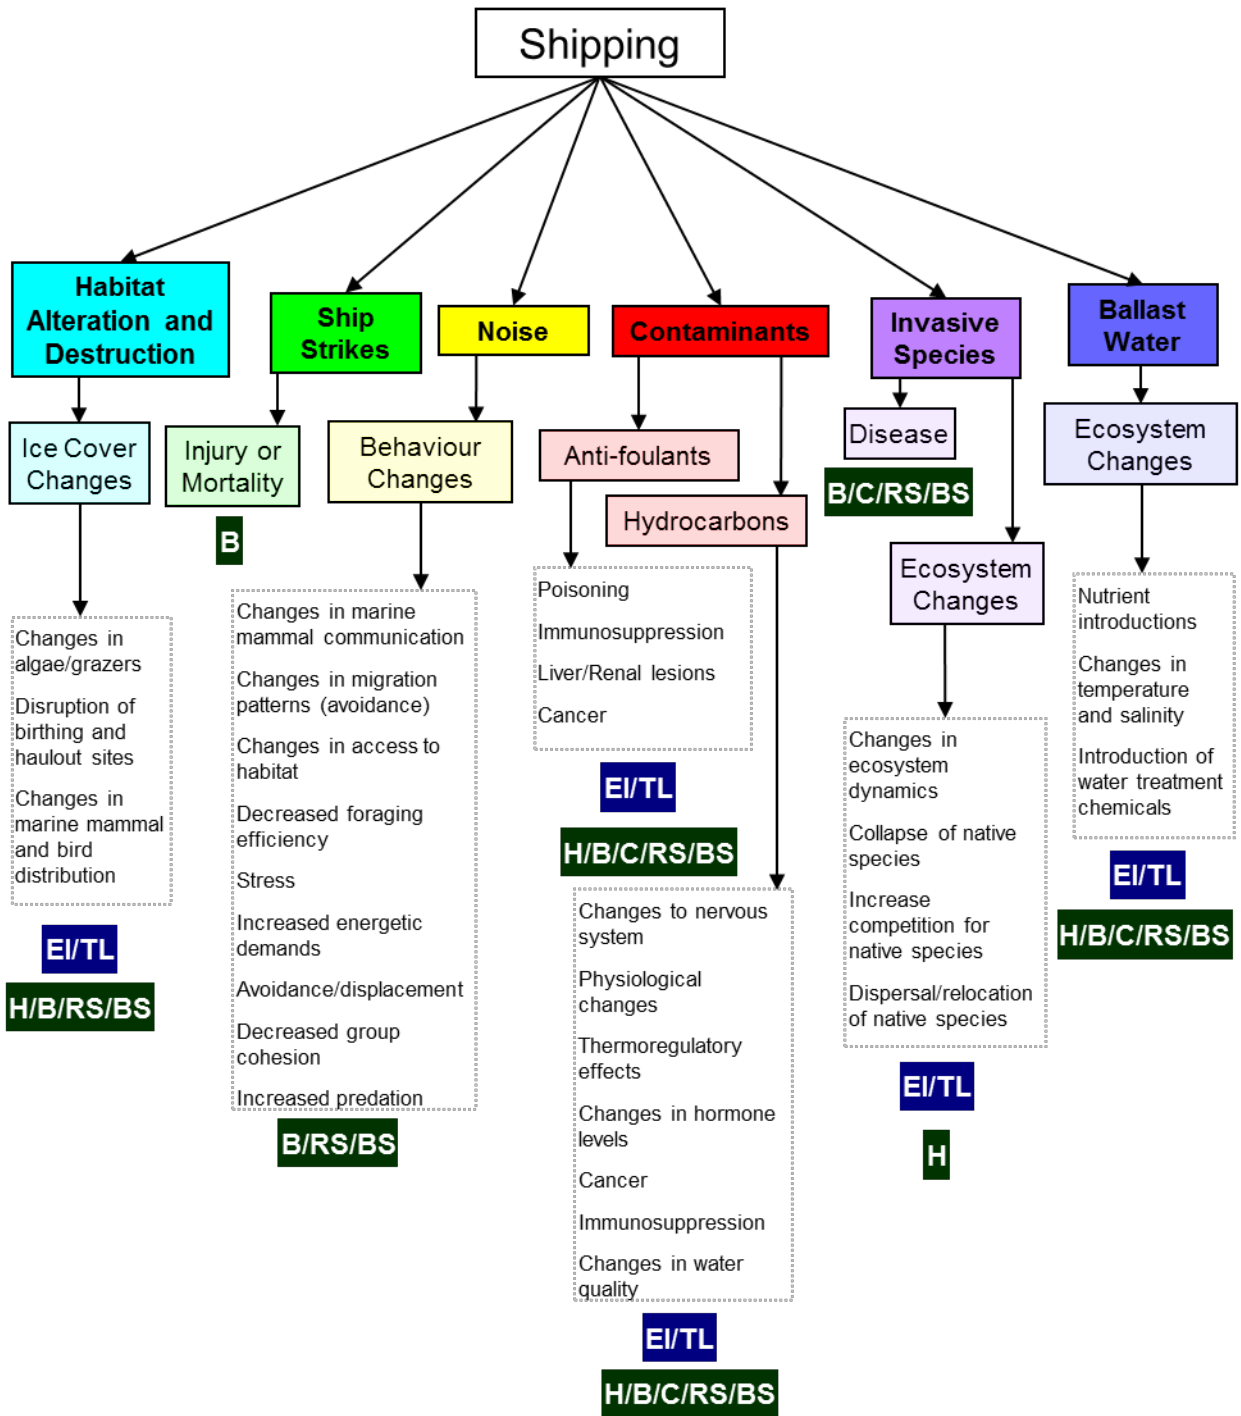 Shipping
Habitat
Alteration and
Destruction
Ship
Strikes
Noise
Contaminants
Invasive
Species
Ballast
Water
Ice Cover
Changes
Injury or
Mortality
B
Behaviour
Changes
Anti-foulants
Hydrocarbons
Disease
B/C/RS/BS
Ecosystem
Changes
Ecosystem
Changes
Changes in
algae/grazers
Disruption of
birthing and
haulout sites
Changes in
marine mammal
and bird
distribution
EI/TL
H/B/RS/BS
Changes in marine
mammal communication
Changes in migration
patterns (avoidance)
Changes in access to
habitat
Decreased foraging
efficiency
Stress
Increased energetic
demands
Avoidance/displacement
Decreased group
cohesion
Increased predation
B/RS/BS
Poisoning
Immunosuppression
Liver/Renal lesions
Cancer
EI/TL
H/B/C/RS/BS
Changes to nervous
system
Physiological
changes
Thermoregulatory
effects
Changes in hormone
levels
Cancer
Immunosuppression
Changes in water
quality
EI/TL
H/B/C/RS/BS
Changes in
ecosystem
dynamics
Collapse of native
species
Increase
competition for
native species
Dispersal/relocation
of native species
EI/TL
H
Nutrient
introductions
Changes in
temperature
and salinity
Introduction of
water treatment
chemicals
EI/TL
H/B/C/RS/BS